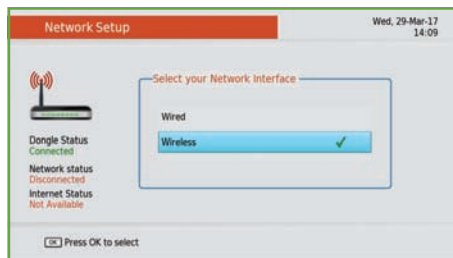 Network Setup
Wed, 29-Mar-17
14:09
Select your Network Interface
Wired
Wireless
Dongle Status
Connected
Network status
Disconnected
Internet Status
Not Available
OK Press OK to select